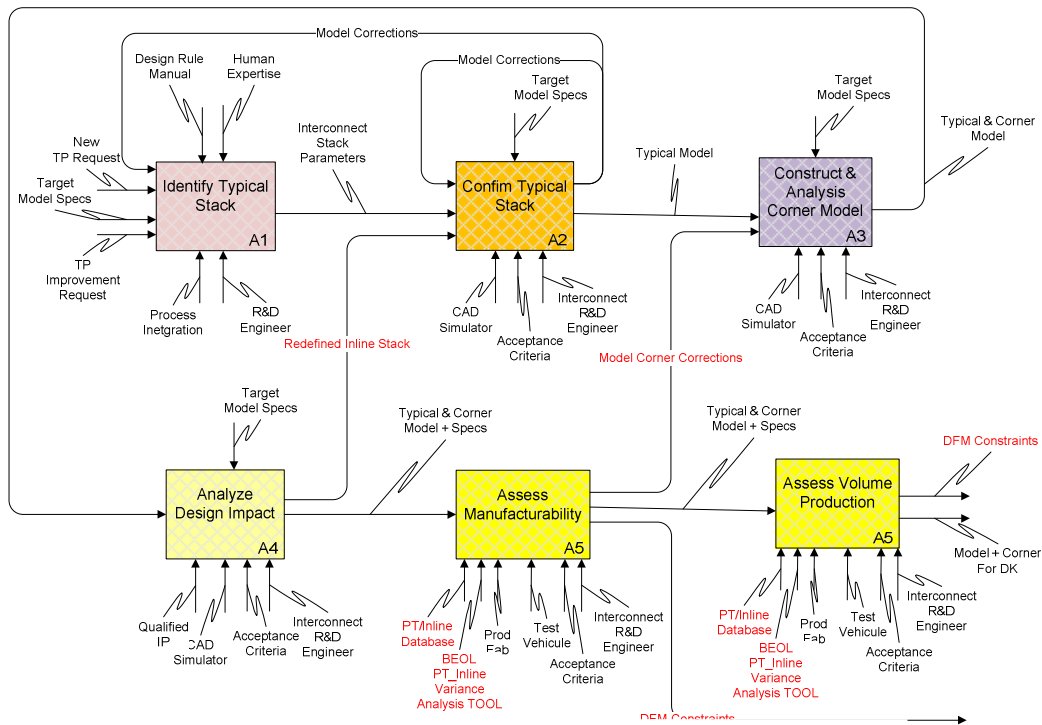 Model Corrections
Model Corrections
Design Rule
Manual
Human
Expertise
Target
Model Specs
Target
Model Specs
Typical & Corner
Model
New
TP Request
Target
Model Specs
TP
Improvement
Request
Interconnect
Stack
Parameters
Typical Model
Identify Typical
Stack
A1
Confim Typical
Stack
A2
Construct &
Analysis
Corner Model
A3
Process
Inetgration
R&D
Engineer
CAD
Simulator
Acceptance
Criteria
Interconnect
R&D
Engineer
CAD
Simulator
Acceptance
Criteria
Interconnect
R&D
Engineer
Redefined Inline Stack
Model Corner Corrections
Target
Model Specs
Typical & Corner
Model + Specs
Typical & Corner
Model + Specs
DFM Constraints
Analyze
Design Impact
A4
Assess
Manufacturability
A5
Assess Volume
Production
A5
Model + Corner
For DK
Qualified
IP
CAD
Simulator
Acceptance
Criteria
Interconnect
R&D
Engineer
PT/Inline
Database
BEOL
PT_Inline
Variance
Analysis TOOL
Prod
Fab
Test
Vehicule
Acceptance
Criteria
Interconnect
R&D
Engineer
PT/Inline
Database
BEOL
PT_Inline
Variance
Analysis TOOL
Prod
Fab
Test
Vehicule
Acceptance
Criteria
Interconnect
R&D
Engineer
DFM Constraints